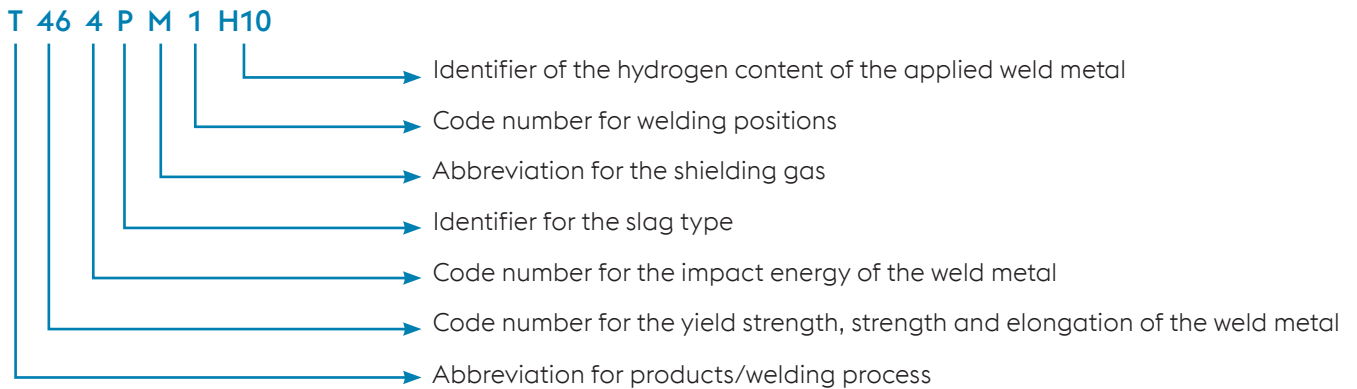 T 46 4 P M 1 H10
Identifier of the hydrogen content of the applied weld metal
Code number for welding positions
Abbreviation for the shielding gas
Identifier for the slag type
Code number for the impact energy of the weld metal
Code number for the yield strength, strength and elongation of the weld metal
Abbreviation for products/welding process